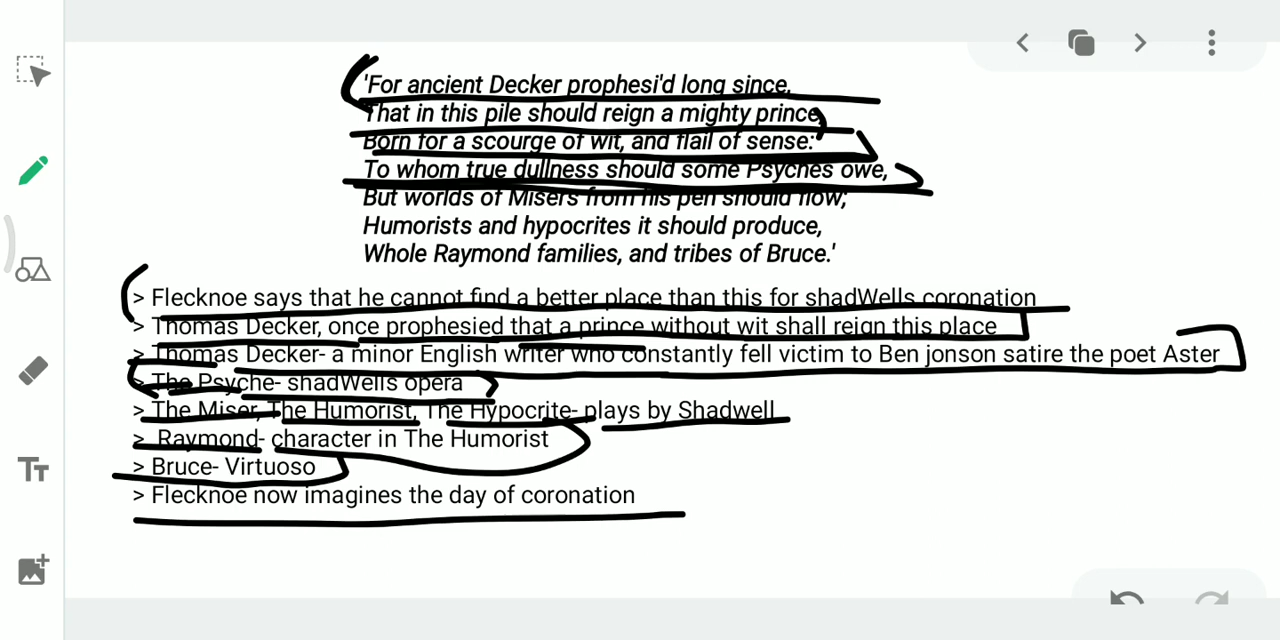 'For ancient Decker prophesi'd long since,
That in this pile should reign a mighty prince,
Born for a scourge of wit, and flail of sense:
To whom true dullness should some Psyches owe,
But worlds of Misers from his pen should flow;
Humorists and hypocrites it should produce,
Whole Raymond families, and tribes of Bruce.'
> Flecknoe says that he cannot find a better place than this for shadWells coronation
> Thomas Decker, once prophesied that a prince without wit shall reign this place
> Thomas Decker- a minor English writer who constantly fell victim to Ben jonson satire the poet Aster
> The Psyche- shadWells opera
> The Miser, The Humorist, The Hypocrite- plays by Shadwell
> Raymond- character in The Humorist
> Bruce- Virtuoso
> Flecknoe now imagines the day of coronation
TT